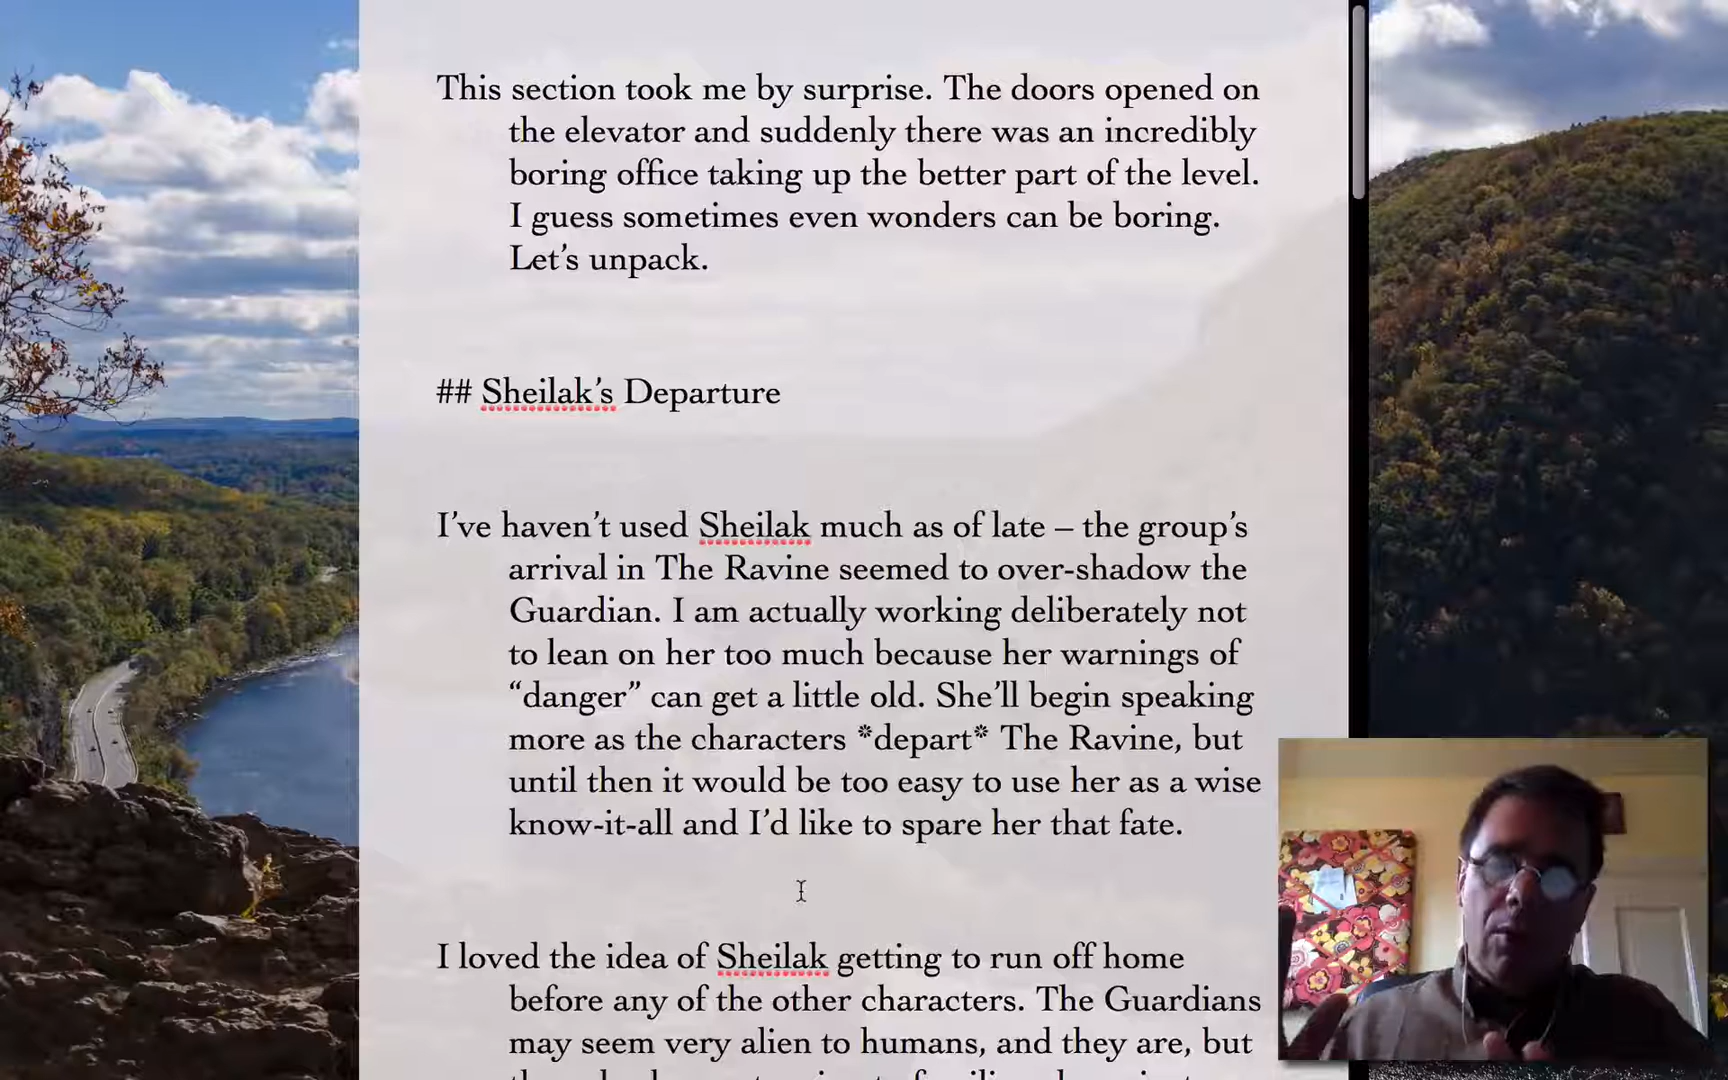 This section took me by surprise. The doors opened on
the elevator and suddenly there was an incredibly
boring office taking up the better part of the level.
I guess sometimes even wonders can be boring.
Let’s unpack.
## Sheilak’s Departure
I’ve haven’t used Sheilak much as of late – the group’s
arrival in The Ravine seemed to over-shadow the
Guardian. I am actually working deliberately not
to lean on her too much because her warnings of
“danger” can get a little old. She’ll begin speaking
more as the characters *depart* The Ravine, but
until then it would be too easy to use her as a wise
know-it-all and I’d like to spare her that fate.
I loved the idea of Sheilak getting to run off home
before any of the other characters. The Guardians
may seem very alien to humans, and they are, but